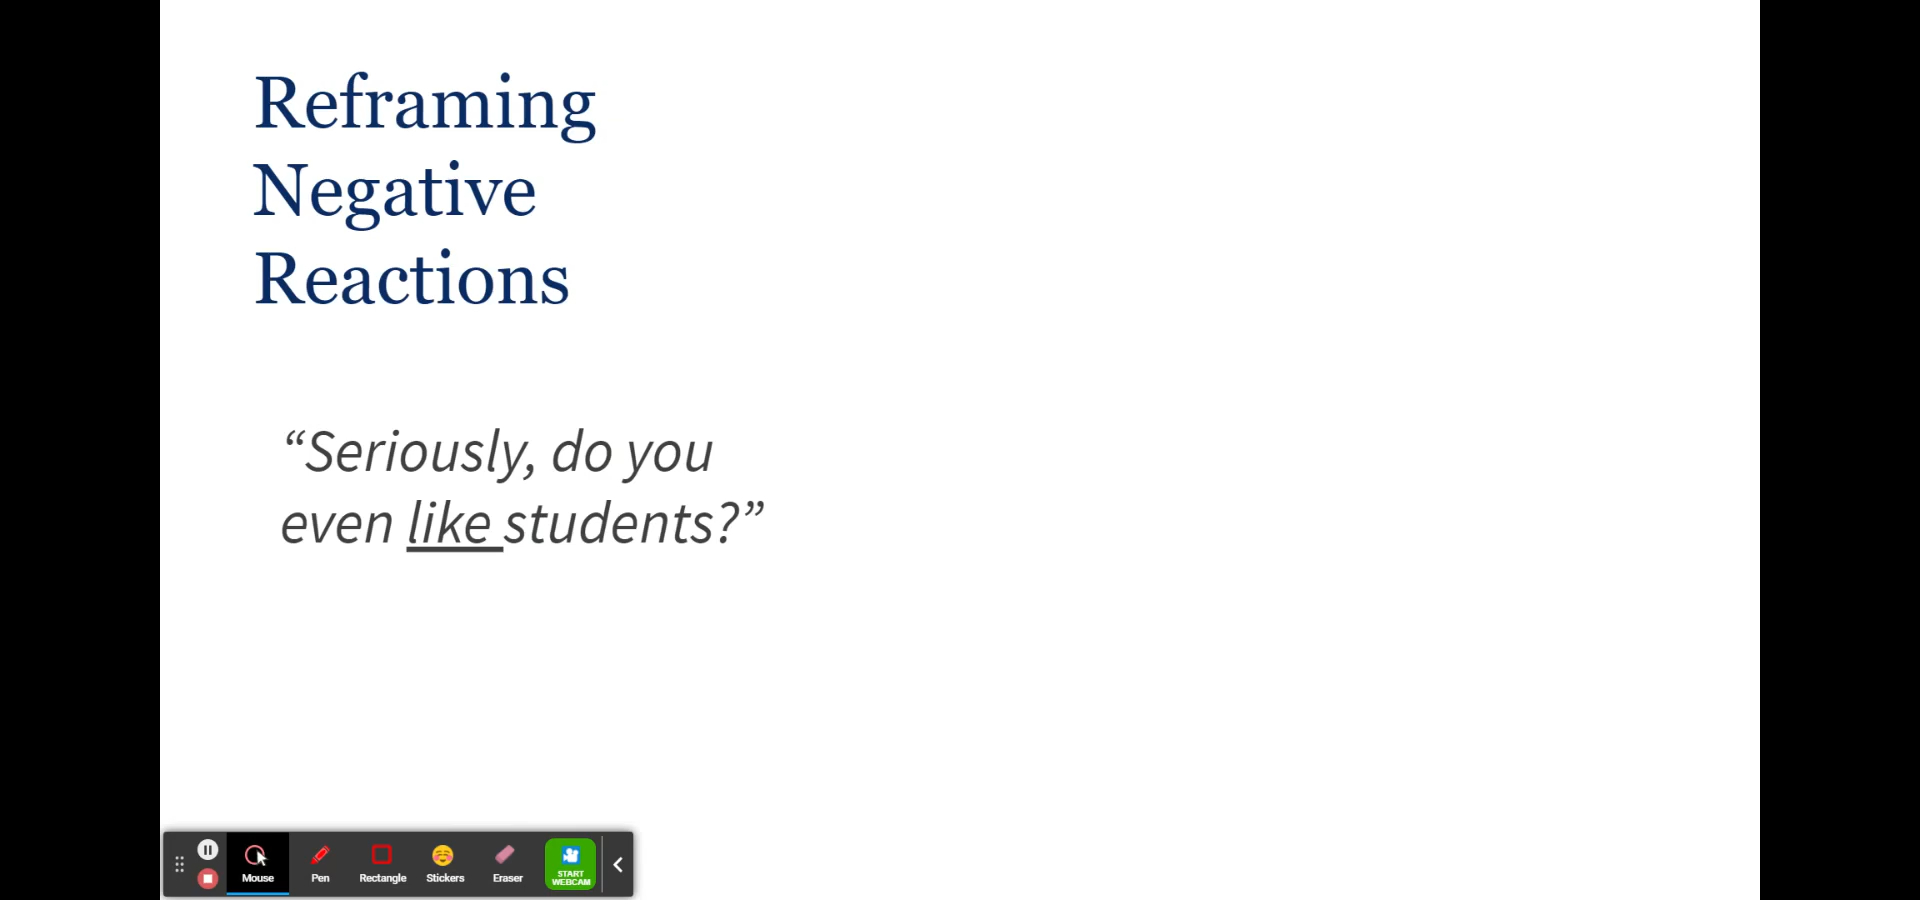 Reframing
Negative
Reactions
“Seriously, do you
even like students?”
Mouse Pen Rectangle Stickers Eraser START
WEBCAM